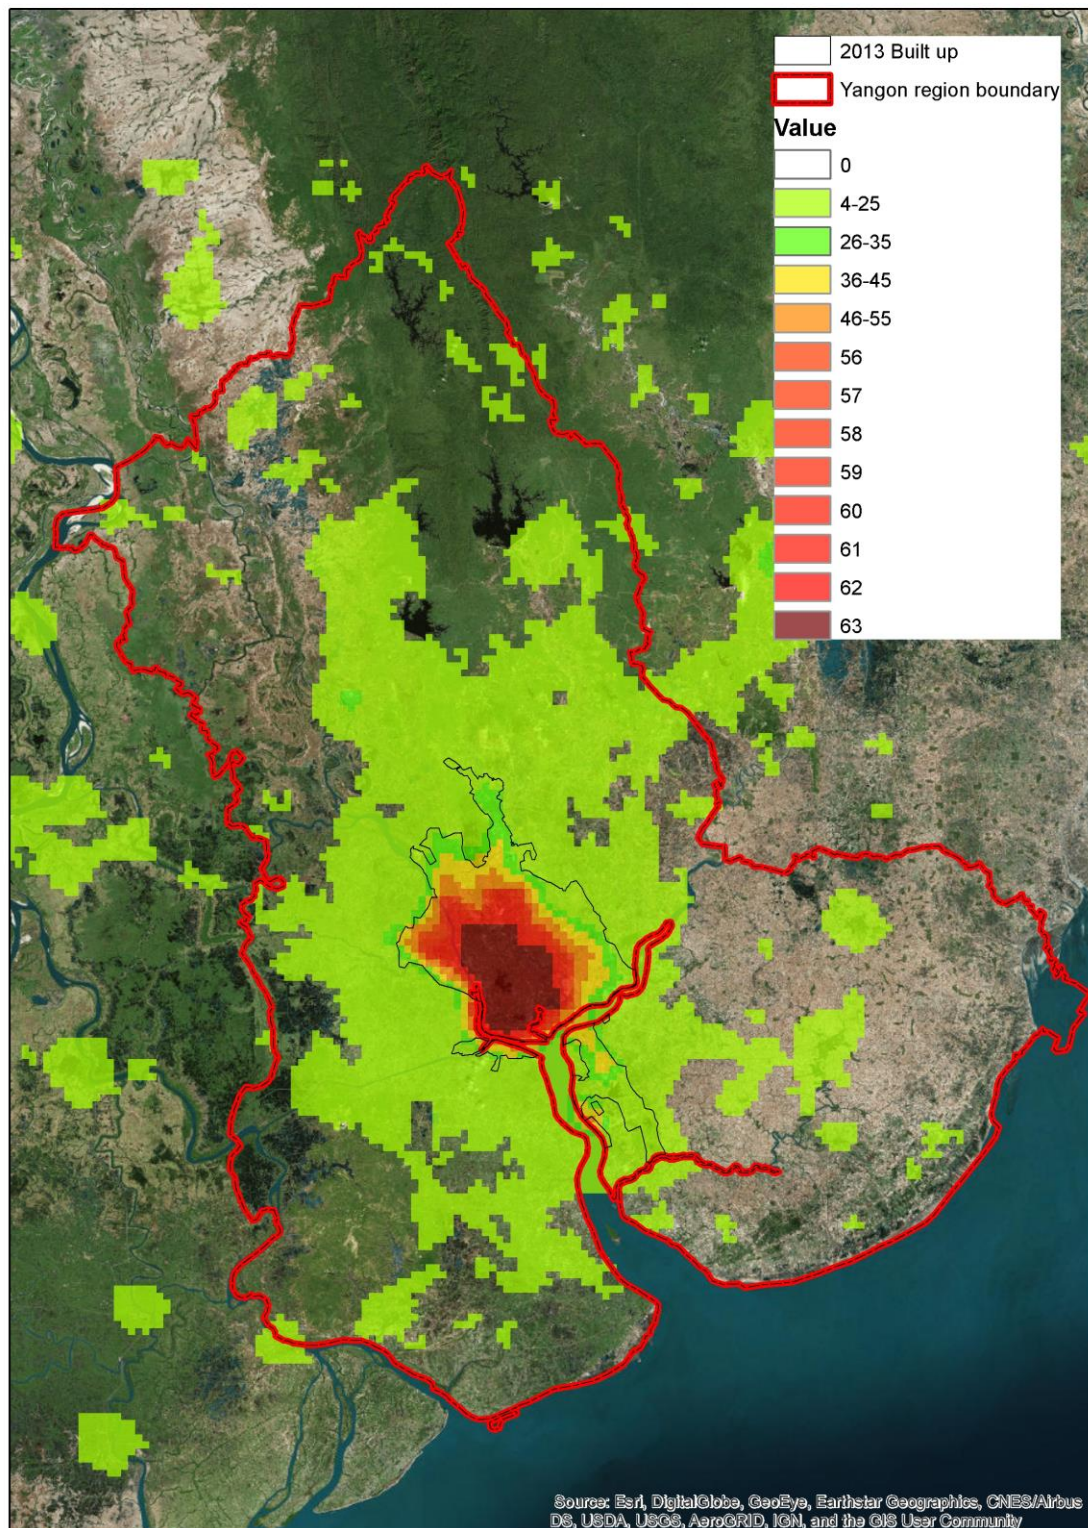 2013 Built up
Yangon region boundary
Value
0
4-25
26-35
36-45
46-55
56
57
58
59
60
61
62
63
Source: Esri, DigitalGlobe, GeoEye, Earthstar Geographics, CNES/Airbus
DS, USDA, USGS, AeroGRID, IGN, and the GIS User Community